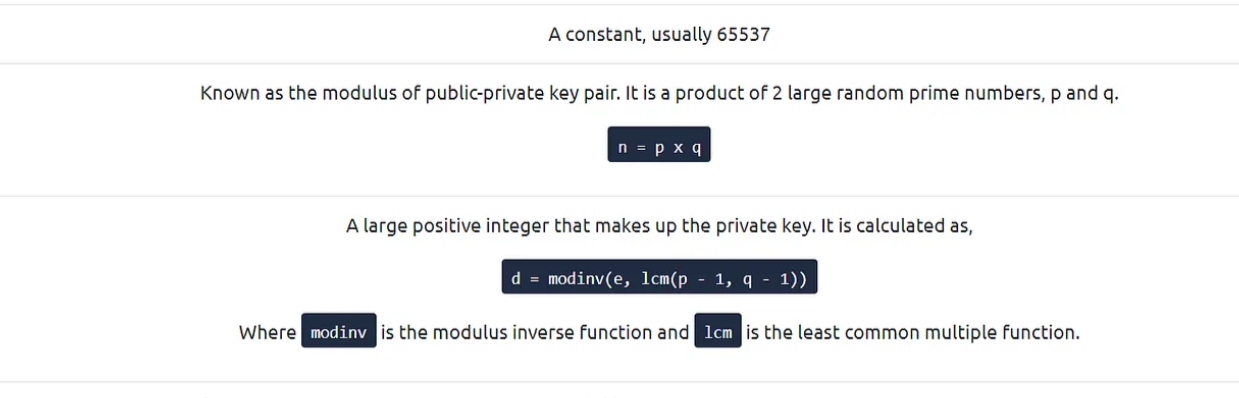 A constant, usually 65537
Known as the modulus of public-private key pair. It is a product of 2 large random prime numbers, p and q.
n = p x q
A large positive integer that makes up the private key. It is calculated as,
d = modinv(e, lcm(p - 1, q - 1))
Where modinv is the modulus inverse function and lcm is the least common multiple function.